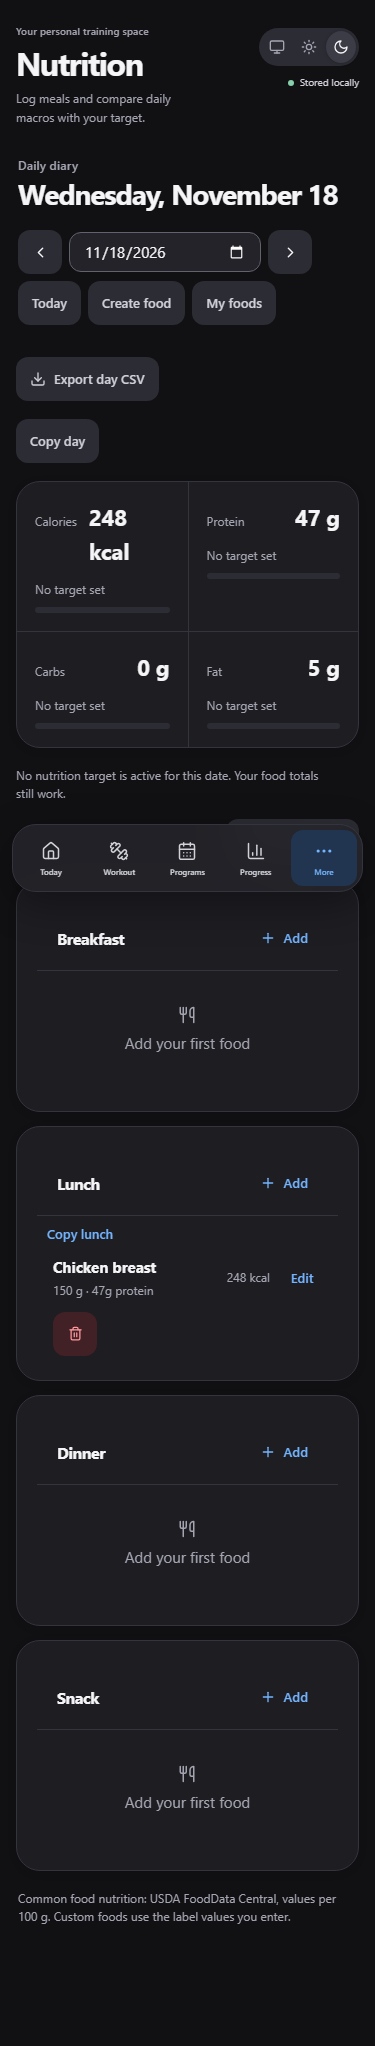 Your personal training space
Nutrition
Log meals and compare daily
macros with your target.
Stored locally
Daily diary
Wednesday, November 18
11/18/2026
Today
Create food
My foods
Export day CSV
Copy day
Calories 248
kcal
No target set
Protein 47 g
No target set
Carbs 0 g
No target set
Fat 5 g
No target set
No nutrition target is active for this date. Your food totals
still work.
Today
Workout
Programs
Progress
More
Breakfast
Add
Add your first food
Lunch
Add
Copy lunch
Chicken breast
150 g · 47g protein
248 kcal
Edit
Dinner
Add
Add your first food
Snack
Add
Add your first food
Common food nutrition: USDA FoodData Central, values per
100 g. Custom foods use the label values you enter.